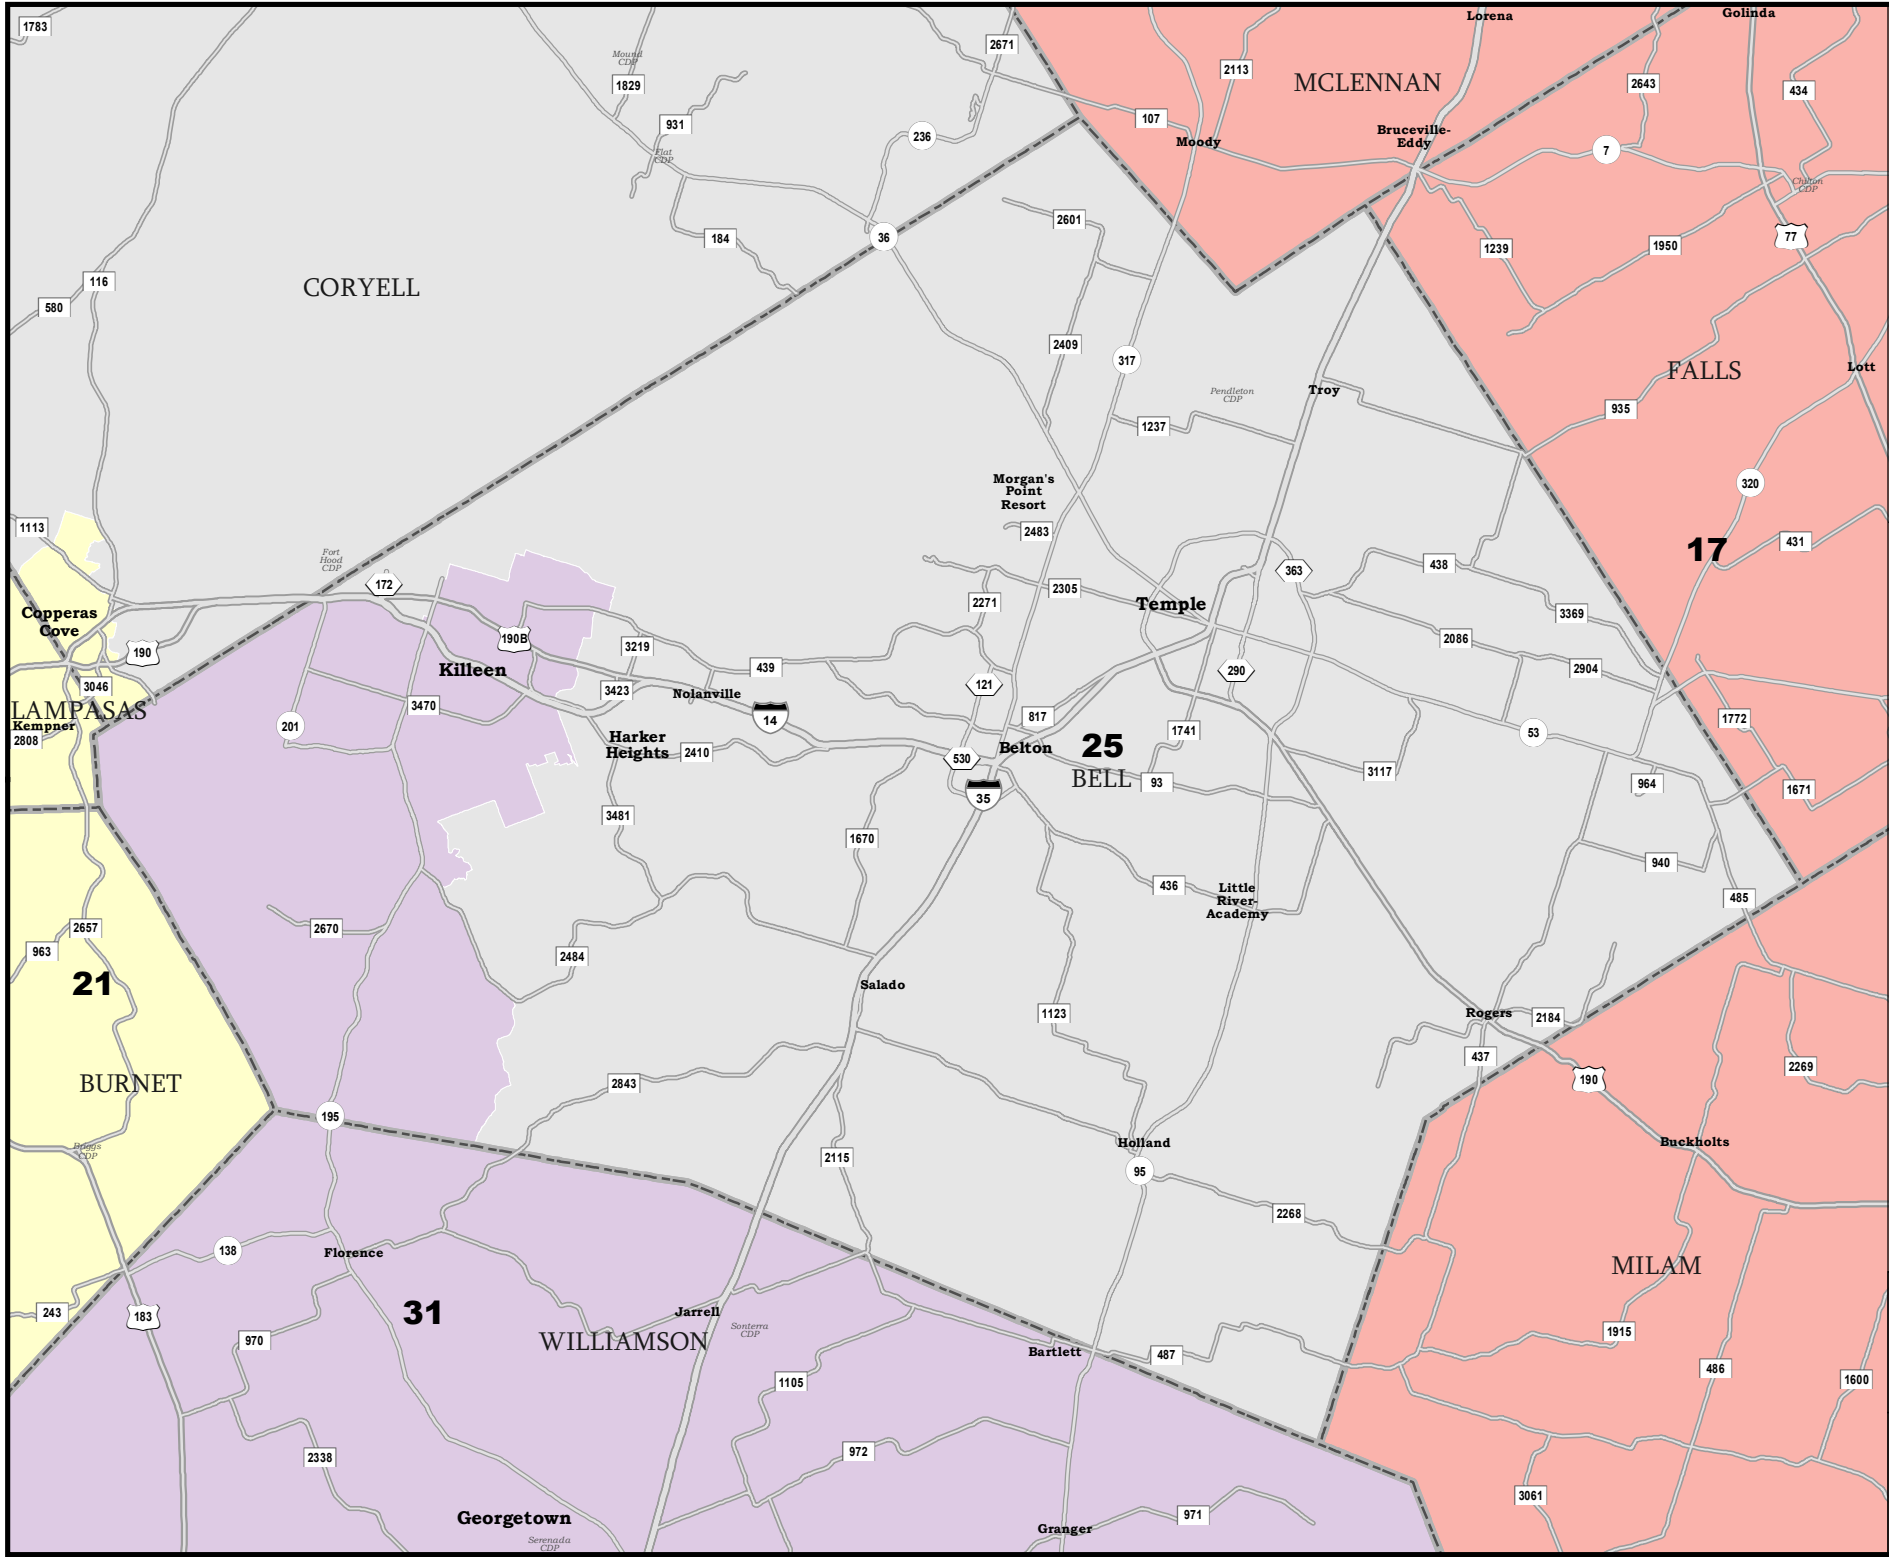 1783
Mound
CDP
1829
931
Flat
CDP
184
236
2671
2113
Lorena
Golinda
MCLENNAN
2643
434
107
Moody
Bruceville-
Eddy
7
Chilton
CDP
77
36
2601
1239
1950
116
580
CORYELL
2409
317
Pendleton
CDP
Troy
FALLS
Lott
935
1237
Morgan's
Point
Resort
2483
320
17
431
1113
Fort
Hood
CDP
172
363
438
2305
2271
Temple
3369
Copperas
Cove
190
190B
3219
2086
2904
439
Killeen
3423
Nolanville
121
290
3046
LAMPASAS
Kempner
2808
201
3470
14
817
1741
1772
53
Harker
Heights
2410
530
Belton
25
BELL
93
3117
964
1671
35
3481
1670
940
436
Little
River-
Academy
485
2657
963
21
2670
2484
Salado
1123
Rogers
2184
437
190
2269
BURNET
195
2843
Boggs
CDP
2115
Holland
95
Buckholts
2268
138
Florence
MILAM
243
183
31
Jarrell
Sonterra
CDP
970
WILLIAMSON
Bartlett
487
1915
1105
486
1600
972
2338
3061
Georgetown
Serenada
CDP
Granger
971